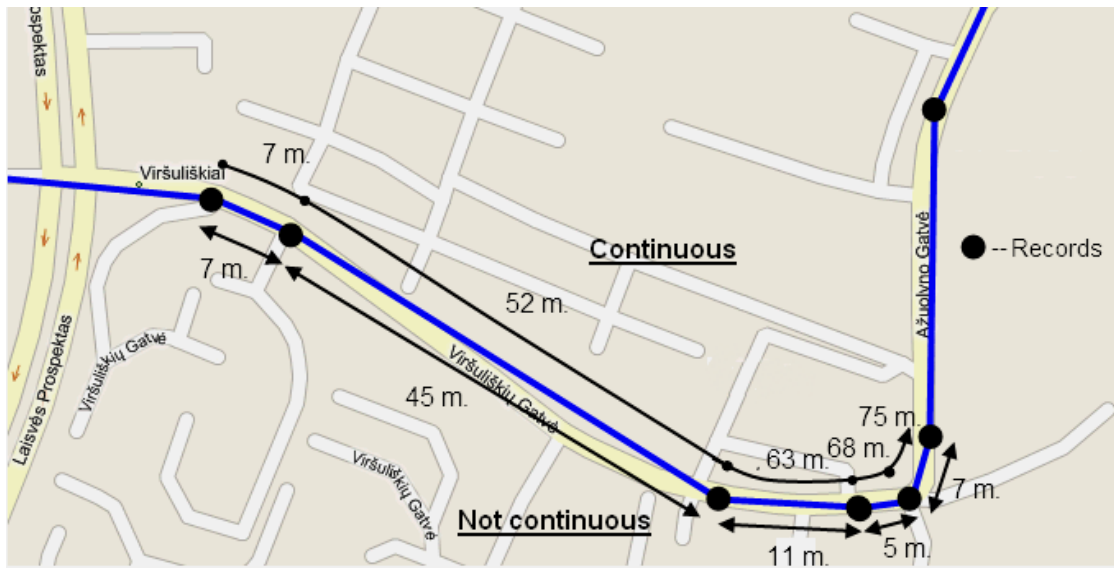 rospektas
Prospektas
Viršuliškiai
7 m.
Continuous
-- Records
7 m.
52 m.
Ažuolyno Gatvė
Viršuliškių Gatvė
Laisvės Prospektas
Viršuliškių Gatvė
45 m.
75 m.
68 m.
63 m.
Viršuliškių Gatvė
7 m.
Not continuous
11 m.
5 m.